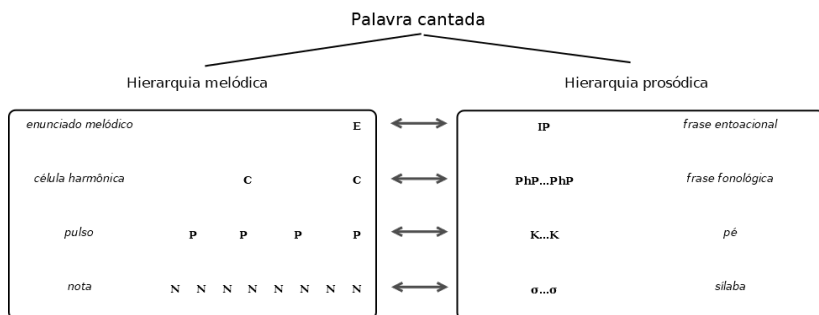 Palavra cantada
Hierarquia melódica Hierarquia prosódica
enunciado melódico E IP frase entoacional
célula harmônica C C PhP...PhP frase fonológica
pulso P P P P K...K pé
nota N N N N N N N N σ...σ sílaba